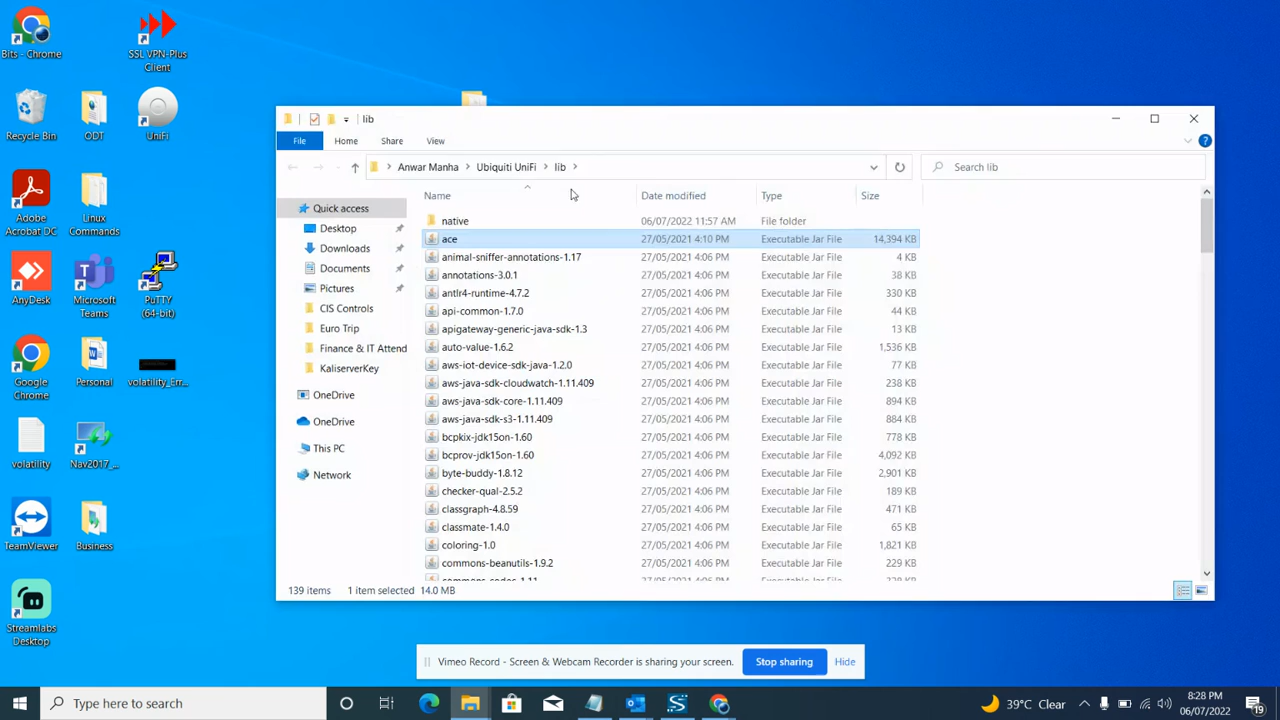 Bits - Chrome
SSL VPN-Plus
Client
Recycle Bin
ODT
UniFi
Adobe
Acrobat DC
Linux
Commands
AnyDesk
Microsoft
Teams
PuTTY
(64-bit)
Google
Chrome
Personal
volatility_Err...
volatility
Nav2017_...
TeamViewer
Business
Streamlabs
Desktop
lib
File
Home
Share
View
Anwar Manha
Ubiquiti UniFi
lib
Search lib
Name
Date modified
Type
Size
Quick access
Desktop
Downloads
Documents
Pictures
CIS Controls
Euro Trip
Finance & IT Attend
KaliserverKey
OneDrive
OneDrive
This PC
Network
native 06/07/2022 11:57 AM File folder
ace 27/05/2021 4:10 PM Executable Jar File 14,394 KB
animal-sniffer-annotations-1.17 27/05/2021 4:06 PM Executable Jar File 4 KB
annotations-3.0.1 27/05/2021 4:06 PM Executable Jar File 38 KB
antlr4-runtime-4.7.2 27/05/2021 4:06 PM Executable Jar File 330 KB
api-common-1.7.0 27/05/2021 4:06 PM Executable Jar File 44 KB
apigateway-generic-java-sdk-1.3 27/05/2021 4:06 PM Executable Jar File 13 KB
auto-value-1.6.2 27/05/2021 4:06 PM Executable Jar File 1,536 KB
aws-iot-device-sdk-java-1.2.0 27/05/2021 4:06 PM Executable Jar File 77 KB
aws-java-sdk-cloudwatch-1.11.409 27/05/2021 4:06 PM Executable Jar File 238 KB
aws-java-sdk-core-1.11.409 27/05/2021 4:06 PM Executable Jar File 894 KB
aws-java-sdk-s3-1.11.409 27/05/2021 4:06 PM Executable Jar File 884 KB
bcpkix-jdk15on-1.60 27/05/2021 4:06 PM Executable Jar File 778 KB
bcprov-jdk15on-1.60 27/05/2021 4:06 PM Executable Jar File 4,092 KB
byte-buddy-1.8.12 27/05/2021 4:06 PM Executable Jar File 2,901 KB
checker-qual-2.5.2 27/05/2021 4:06 PM Executable Jar File 189 KB
classgraph-4.8.59 27/05/2021 4:06 PM Executable Jar File 471 KB
classmate-1.4.0 27/05/2021 4:06 PM Executable Jar File 65 KB
coloring-1.0 27/05/2021 4:06 PM Executable Jar File 1,821 KB
commons-beanutils-1.9.2 27/05/2021 4:06 PM Executable Jar File 229 KB
139 items 1 item selected 14.0 MB
Vimeo Record - Screen & Webcam Recorder is sharing your screen.
Stop sharing
Hide
Type here to search
39°C Clear
8:28 PM
06/07/2022
19